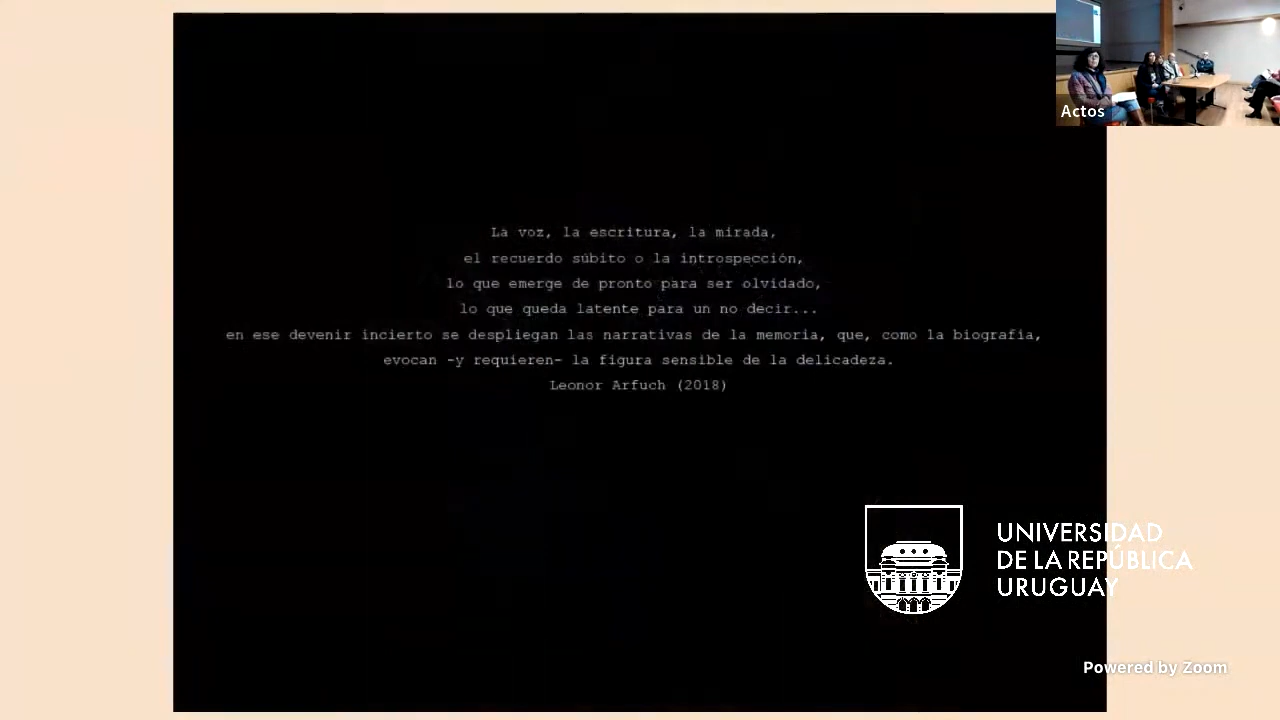 Actos
La voz, la escritura, la mirada,
el recuerdo súbito o la introspección,
lo que emerge de pronto para ser olvidado,
lo que queda latente para un no decir...
en ese devenir incierto se despliegan las narrativas de la memoria, que, como la biografía,
evocan -y requieren- la figura sensible de la delicadeza.
Leonor Arfuch (2018)
UNIVERSIDAD
DE LA REPÚBLICA
URUGUAY
Powered by Zoom